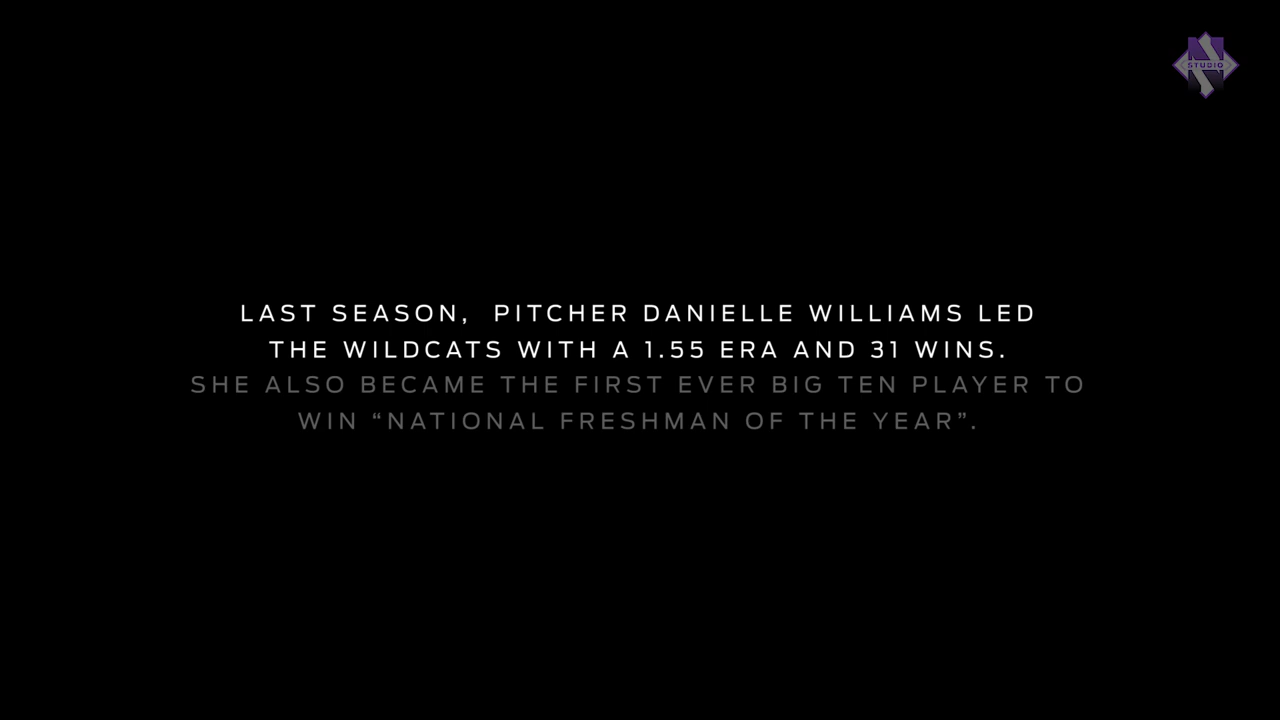 STUDIO
LAST SEASON,  PITCHER DANIELLE WILLIAMS LED
THE WILDCATS WITH A 1.55 ERA AND 31 WINS.
SHE ALSO BECAME THE FIRST EVER BIG TEN PLAYER TO
WIN “NATIONAL FRESHMAN OF THE YEAR”.